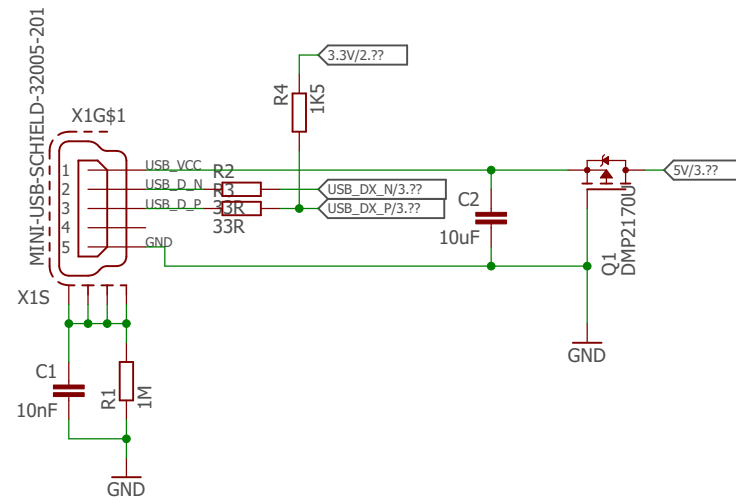 3.3V/2.??
MINI-USB-SCHIELD-32005-201
R4
1K5
X1G$1
1
USB_VCC
R2
5V/3.??
2
USB_D_N
R3
USB_DX_N/3.??
3
USB_D_P
33R
USB_DX_P/3.??
C2
4
33R
10uF
5
GND
Q1
DMP2170U
X1S
GND
C1
10nF
R1
1M
GND